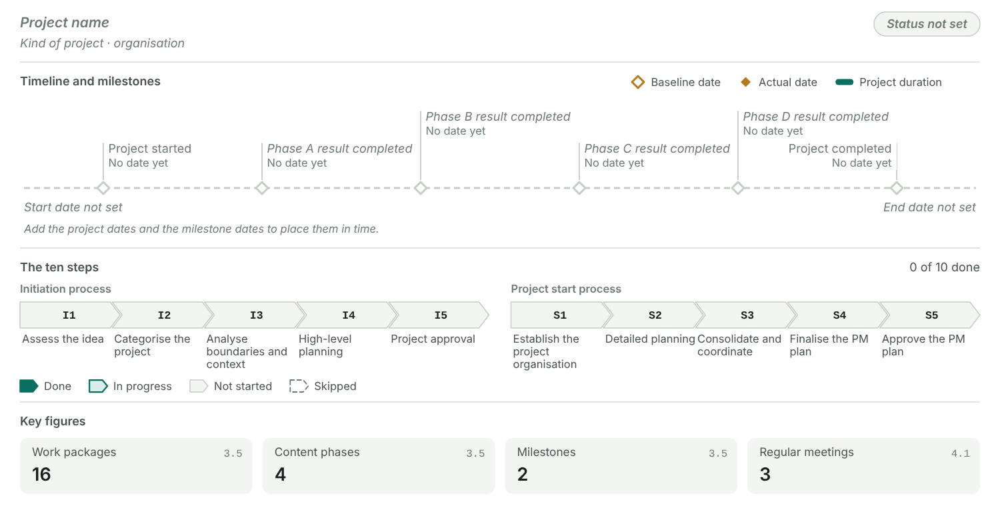 Project name
Status not set
Kind of project · organisation
Timeline and milestones
Baseline date
Actual date
Project duration
Phase B result completed
No date yet
Phase D result completed
No date yet
Project started
No date yet
Phase A result completed
No date yet
Phase C result completed
No date yet
Project completed
No date yet
Start date not set
End date not set
Add the project dates and the milestone dates to place them in time.
The ten steps
0 of 10 done
Initiation process
Project start process
I1
I2
I3
I4
I5
S1
S2
S3
S4
S5
Assess the idea
Categorise the
project
Analyse
boundaries and
context
High-level
planning
Project approval
Establish the
project
organisation
Detailed planning
Consolidate and
coordinate
Finalise the PM
plan
Approve the PM
plan
Done
In progress
Not started
Skipped
Key figures
Work packages
3.5
16
Content phases
3.5
4
Milestones
3.5
2
Regular meetings
4.1
3